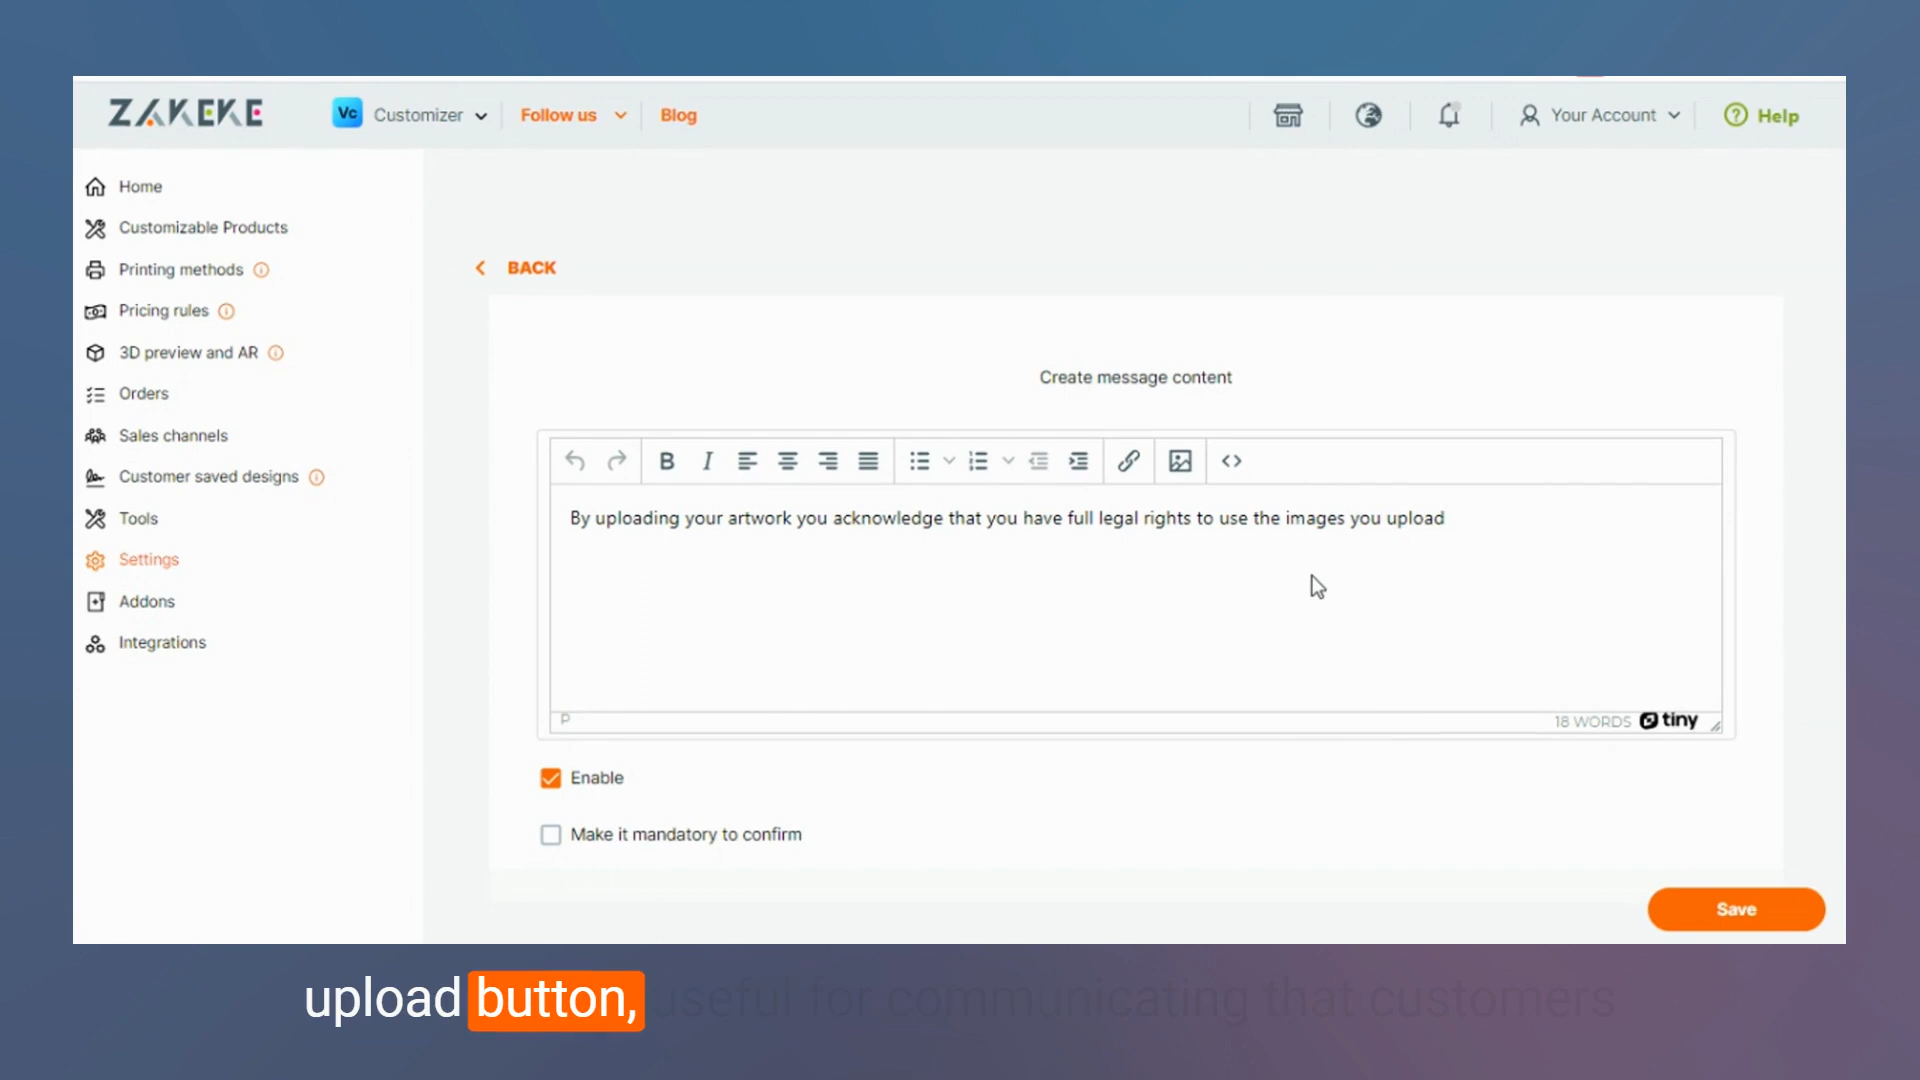 ZAKEKE
Vc Customizer
Follow us
Blog
Your Account
? Help
Home
Customizable Products
Printing methods
Pricing rules
3D preview and AR
Orders
Sales channels
Customer saved designs
Tools
Settings
Addons
Integrations
BACK
Create message content
B I
By uploading your artwork you acknowledge that you have full legal rights to use the images you upload
P
18 WORDS tiny
Enable
Make it mandatory to confirm
Save
upload button, useful for communicating that customers